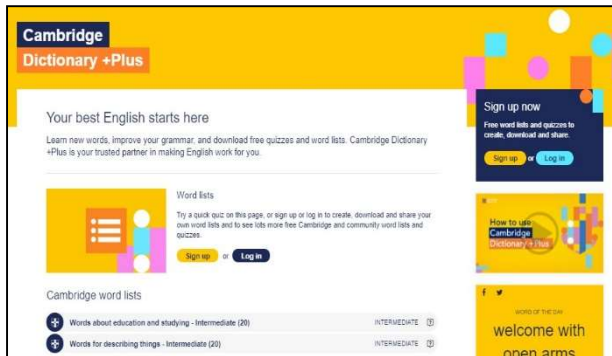 Cambridge
Dictionary +Plus
Your best English starts here
Learn new words, improve your grammar, and download free quizzes and word lists. Cambridge Dictionary
+Plus is your trusted partner in making English work for you.
Word lists
Try a quick quiz on this page, or sign up or log in to create, download and share your
own word lists and to see lots more free Cambridge and community word lists and
quizzes.
Sign up or Log in
Cambridge word lists
Words about education and studying - Intermediate (20) INTERMEDIATE ?
Words for describing things - Intermediate (20) INTERMEDIATE ?
Sign up now
Free word lists and quizzes to
create, download and share.
Sign up or Log in
How to use
Cambridge
Dictionary +Plus
WORD OF THE DAY
welcome with
open arms